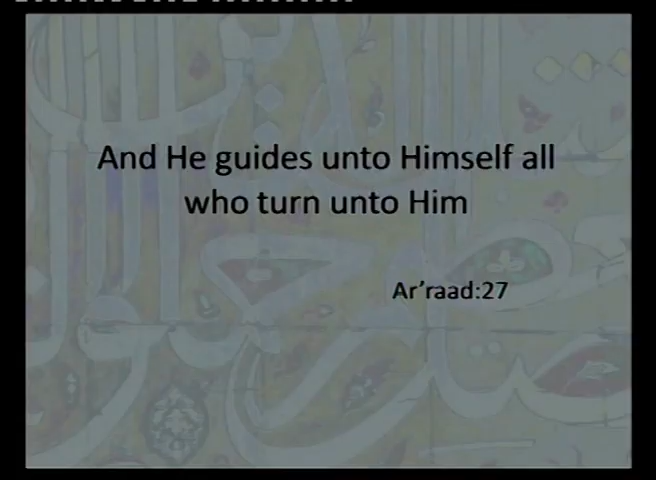 And He guides unto Himself all
who turn unto Him
Ar’raad:27